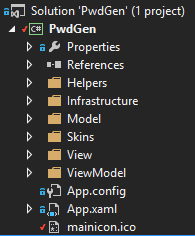 Solution 'PwdGen' (1 project)
C# PwdGen
Properties
References
Helpers
Infrastructure
Model
Skins
View
ViewModel
App.config
App.xaml
mainicon.ico